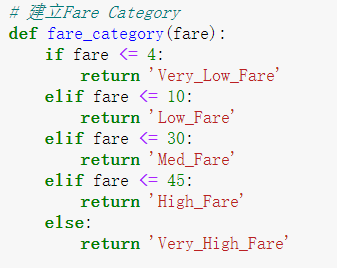 # 建立Fare Category
def fare_category(fare):
    if fare <= 4:
        return 'Very_Low_Fare'
    elif fare <= 10:
        return 'Low_Fare'
    elif fare <= 30:
        return 'Med_Fare'
    elif fare <= 45:
        return 'High_Fare'
    else:
        return 'Very_High_Fare'